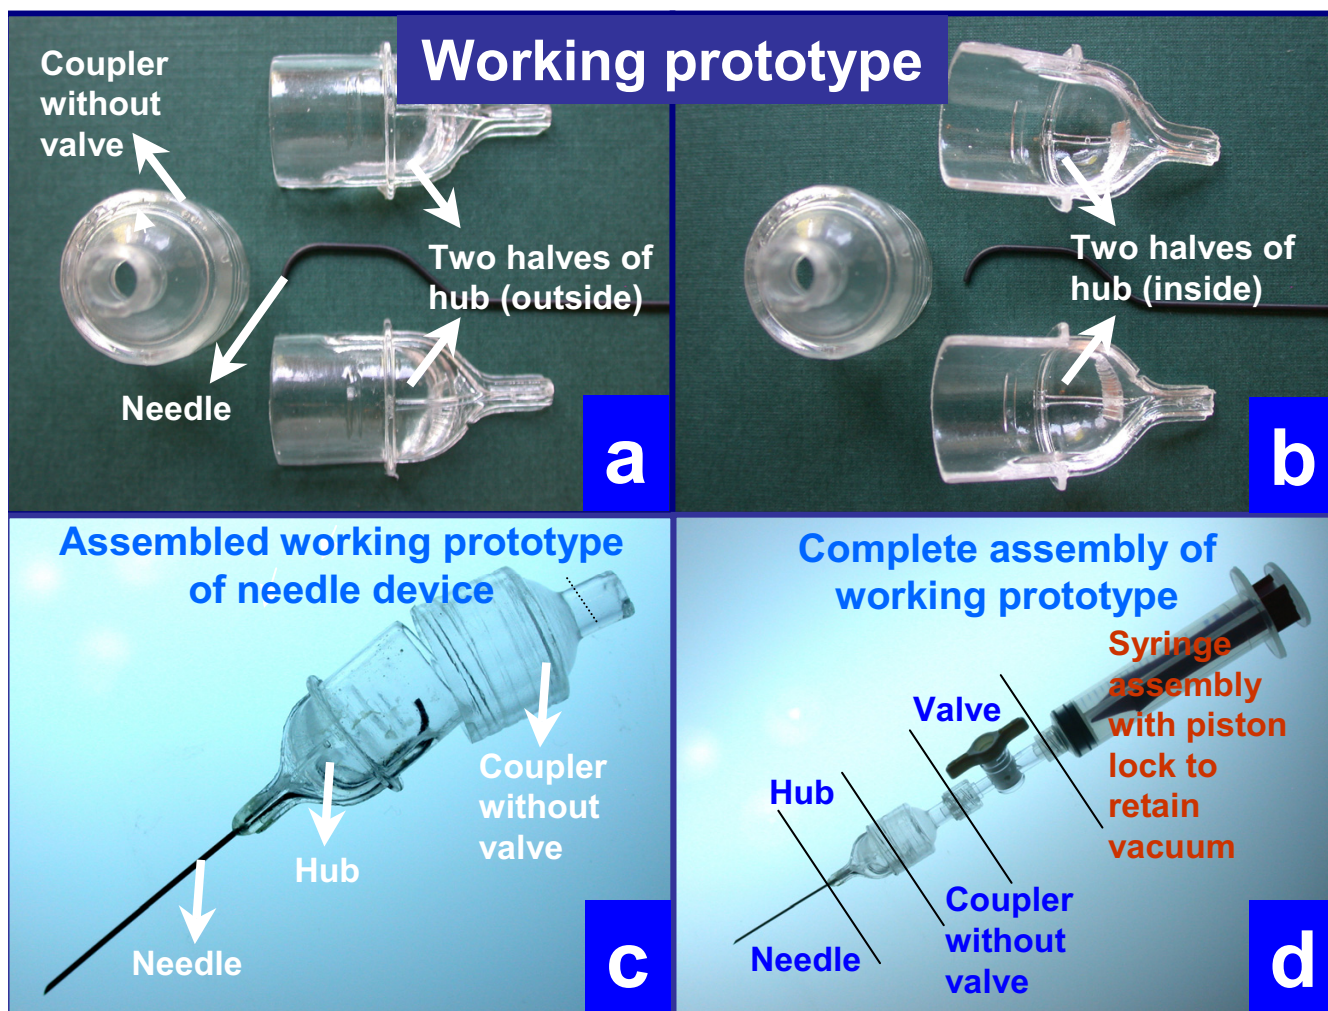 Working prototype
Coupler
without
valve
Two halves of
hub (outside)
Needle
a
Two halves of
hub (inside)
b
Assembled working prototype
of needle device
Coupler
without
valve
Hub
Needle
c
Complete assembly of
working prototype
Syringe
assembly
with piston
lock to
retain
vacuum
Valve
Hub
Coupler
without
valve
Needle
d